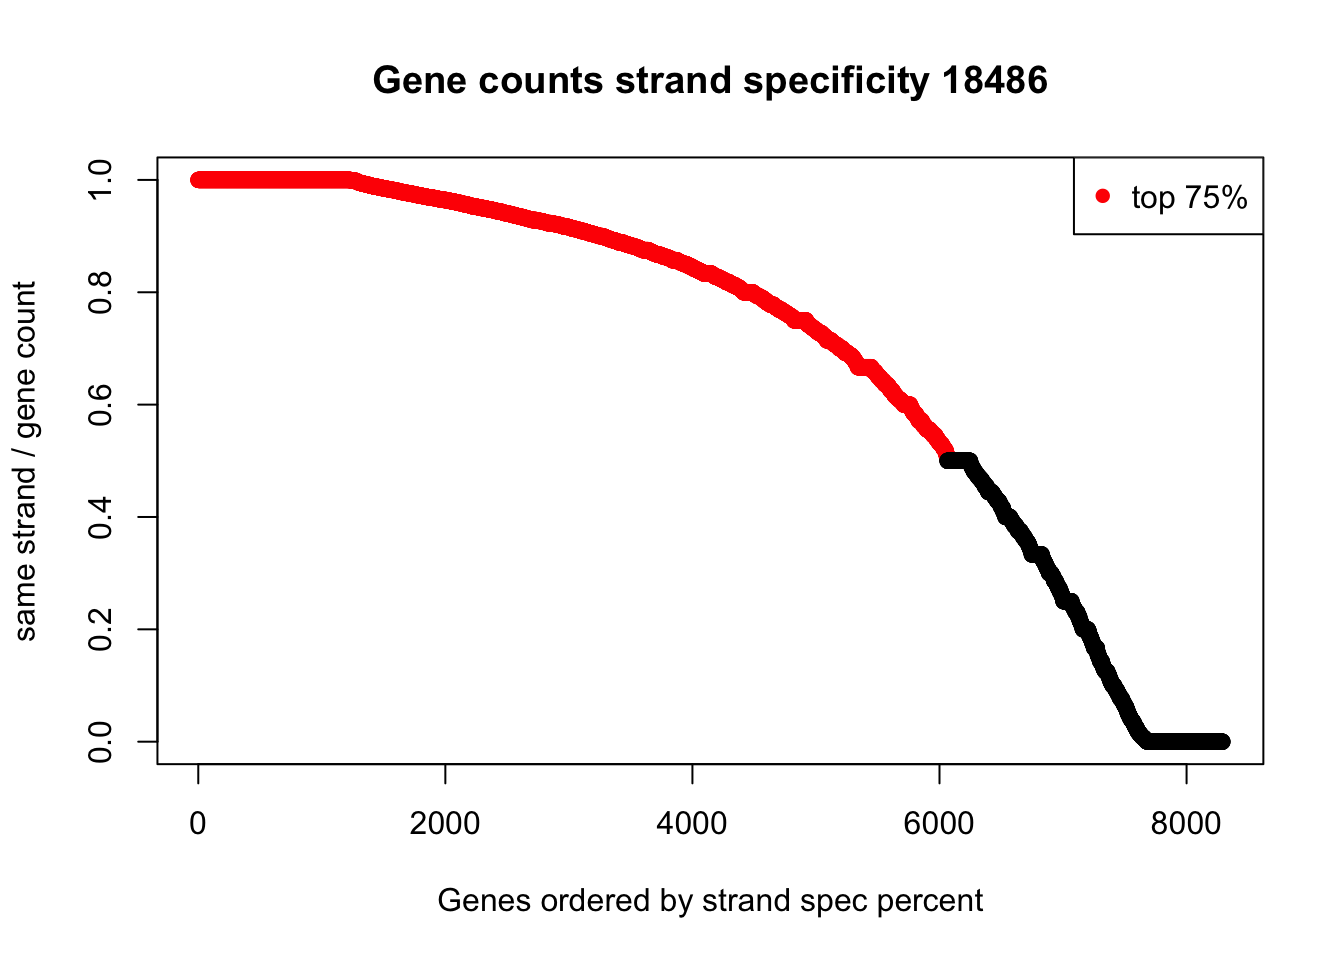 Gene counts strand specificity 18486
top 75%
same strand / gene count
1.0
0.8
0.6
0.4
0.2
0.0
0 2000 4000 6000 8000
Genes ordered by strand spec percent